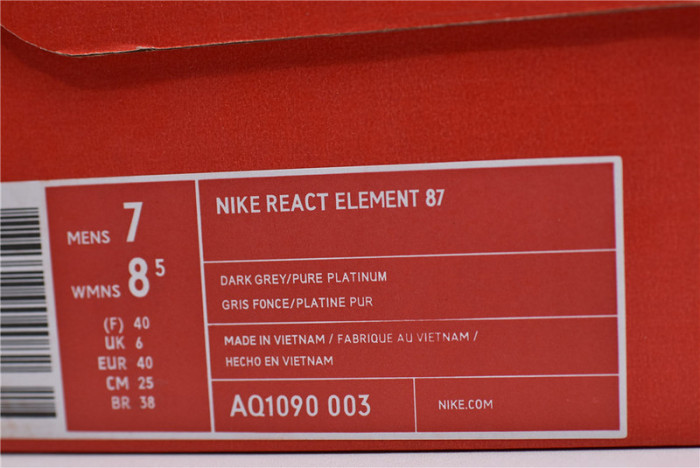 MENS 7
WMNS 8 5
(F) 40
UK 6
EUR 40
CM 25
BR 38
NIKE REACT ELEMENT 87
DARK GREY/PURE PLATINUM
GRIS FONCE/PLATINE PUR
MADE IN VIETNAM / FABRIQUE AU VIETNAM /
HECHO EN VIETNAM
AQ1090 003
NIKE.COM